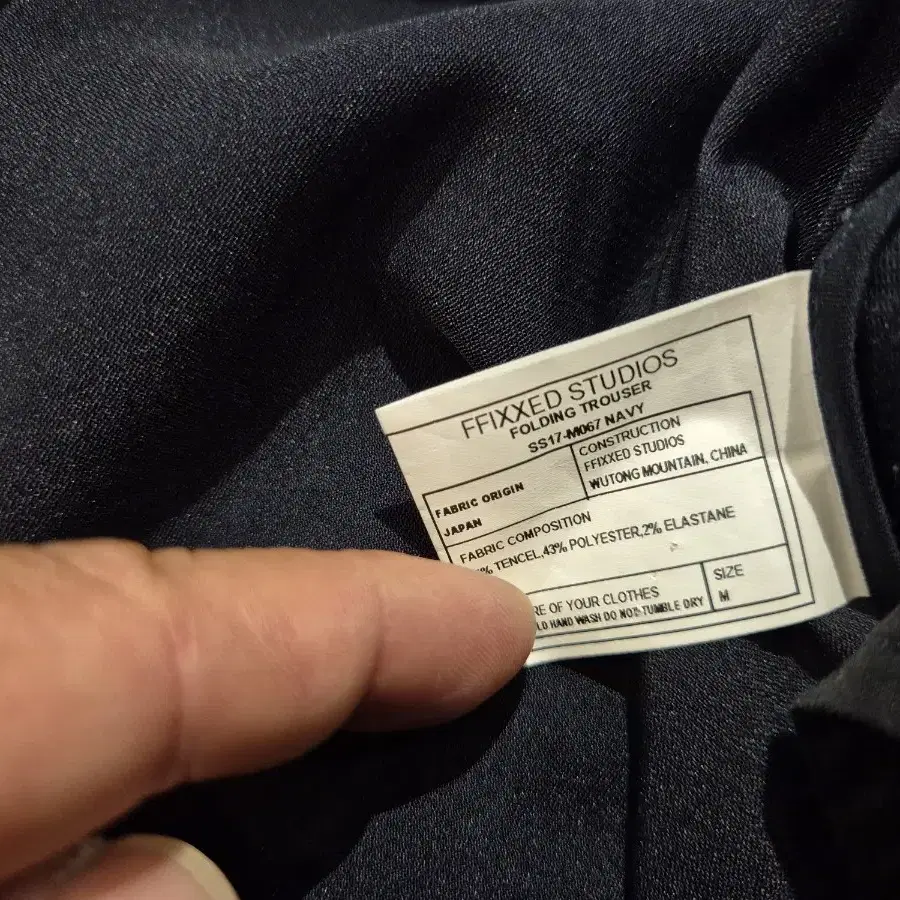 FFIXXED STUDIOS
FOLDING TROUSER
SS17-M067 NAVY
FABRIC ORIGIN
JAPAN
CONSTRUCTION
FFIXXED STUDIOS
WUTONG MOUNTAIN, CHINA
FABRIC COMPOSITION
% TENCEL,43% POLYESTER,2% ELASTANE
RE OF YOUR CLOTHES
LD HAND WASH DO NOT TUMBLE DRY
SIZE
M